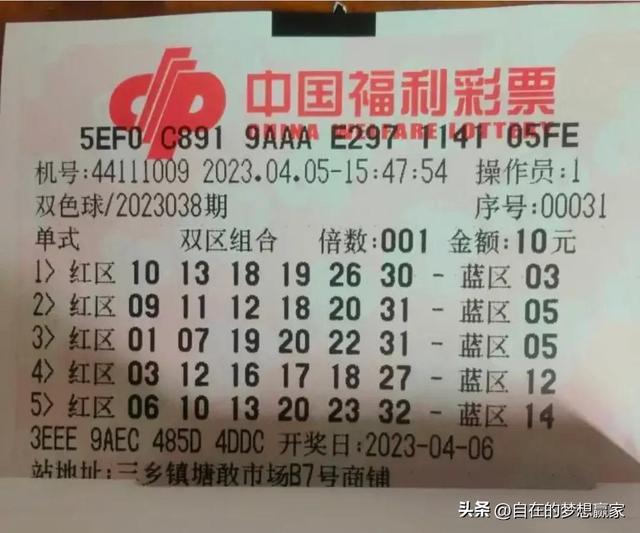 中国福利彩票
CHINA WELFARE LOTTERY
5EF0 C891 9AAA E297 1141 05FE
机号:44111009 2023.04.05-15:47:54 操作员:1
双色球/2023038期 序号:00031
单式 双区组合 倍数:001 金额:10元
1> 红区 10 13 18 19 26 30 - 蓝区 03
2> 红区 09 11 12 18 20 31 - 蓝区 05
3> 红区 01 07 19 20 22 31 - 蓝区 05
4> 红区 03 12 16 17 18 27 - 蓝区 12
5> 红区 06 10 13 20 23 32 - 蓝区 14
3EEE 9AEC 485D 4DDC 开奖日:2023-04-06
站地址:三乡镇塘敢市场B7号商铺
头条 @自在的梦想赢家